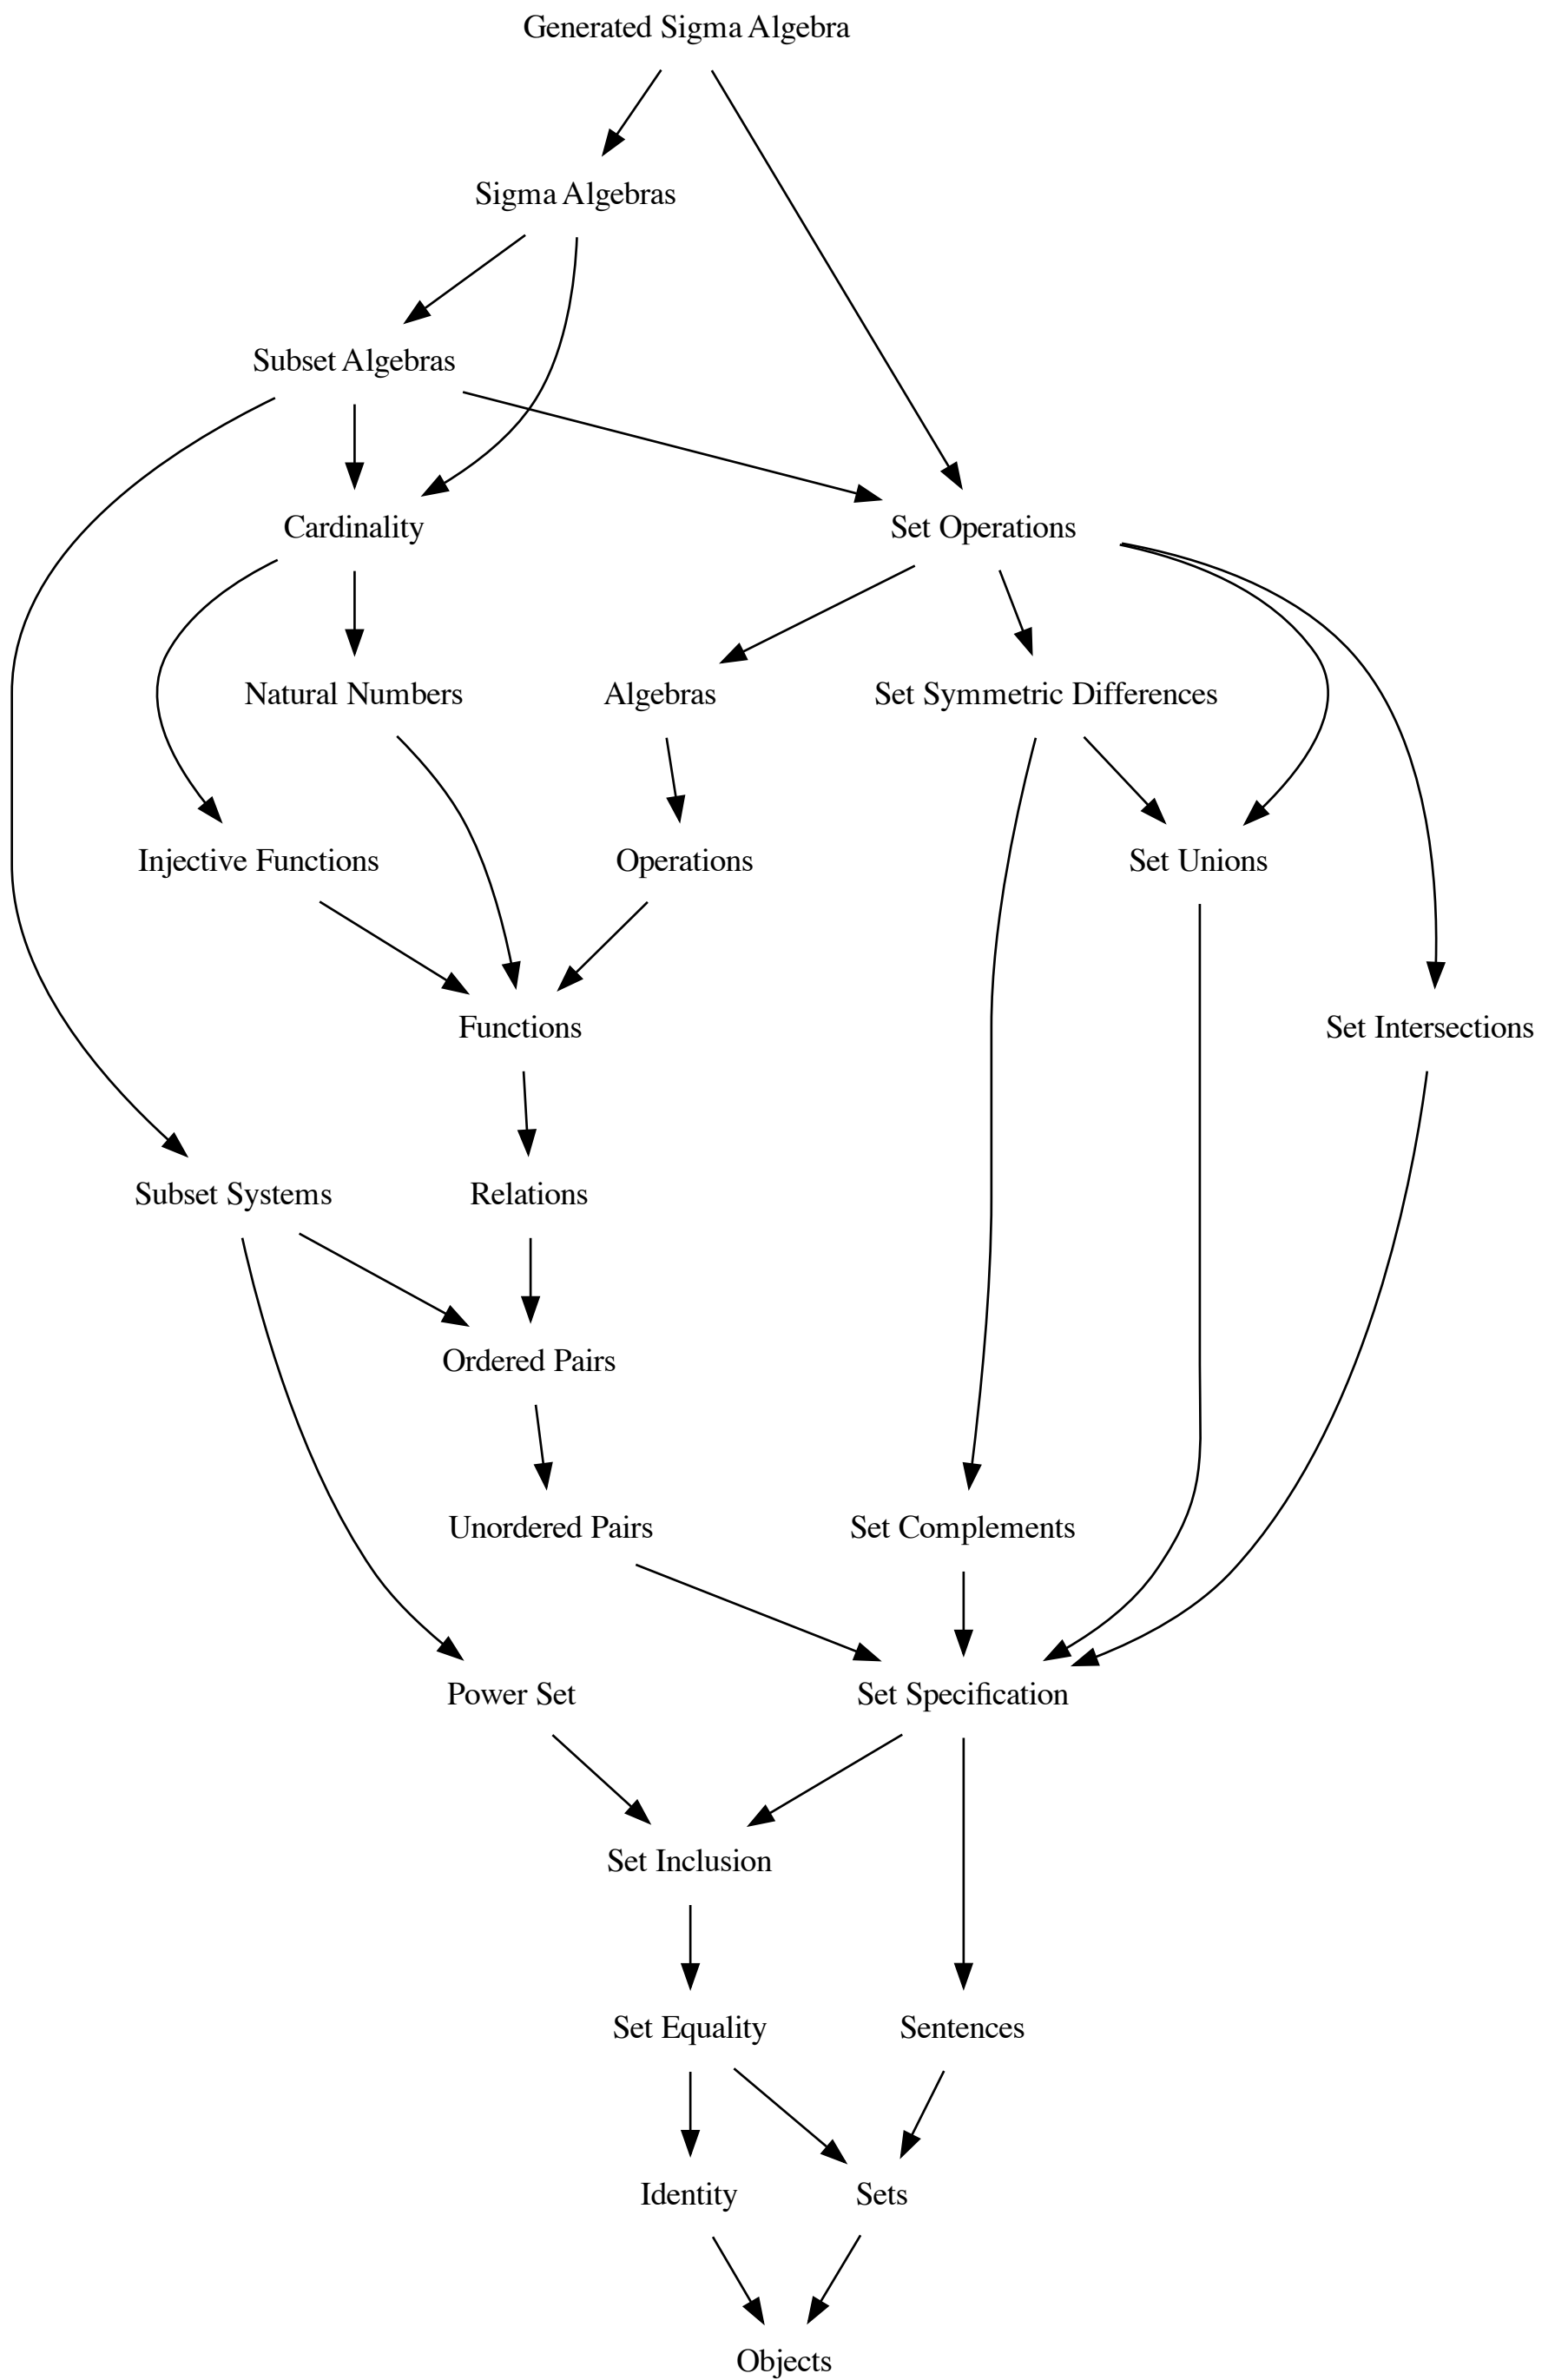 Generated Sigma Algebra
Sigma Algebras
Subset Algebras
Cardinality
Set Operations
Natural Numbers
Algebras
Set Symmetric Differences
Injective Functions
Operations
Set Unions
Functions
Set Intersections
Subset Systems
Relations
Ordered Pairs
Unordered Pairs
Set Complements
Power Set
Set Specification
Set Inclusion
Set Equality
Sentences
Identity
Sets
Objects